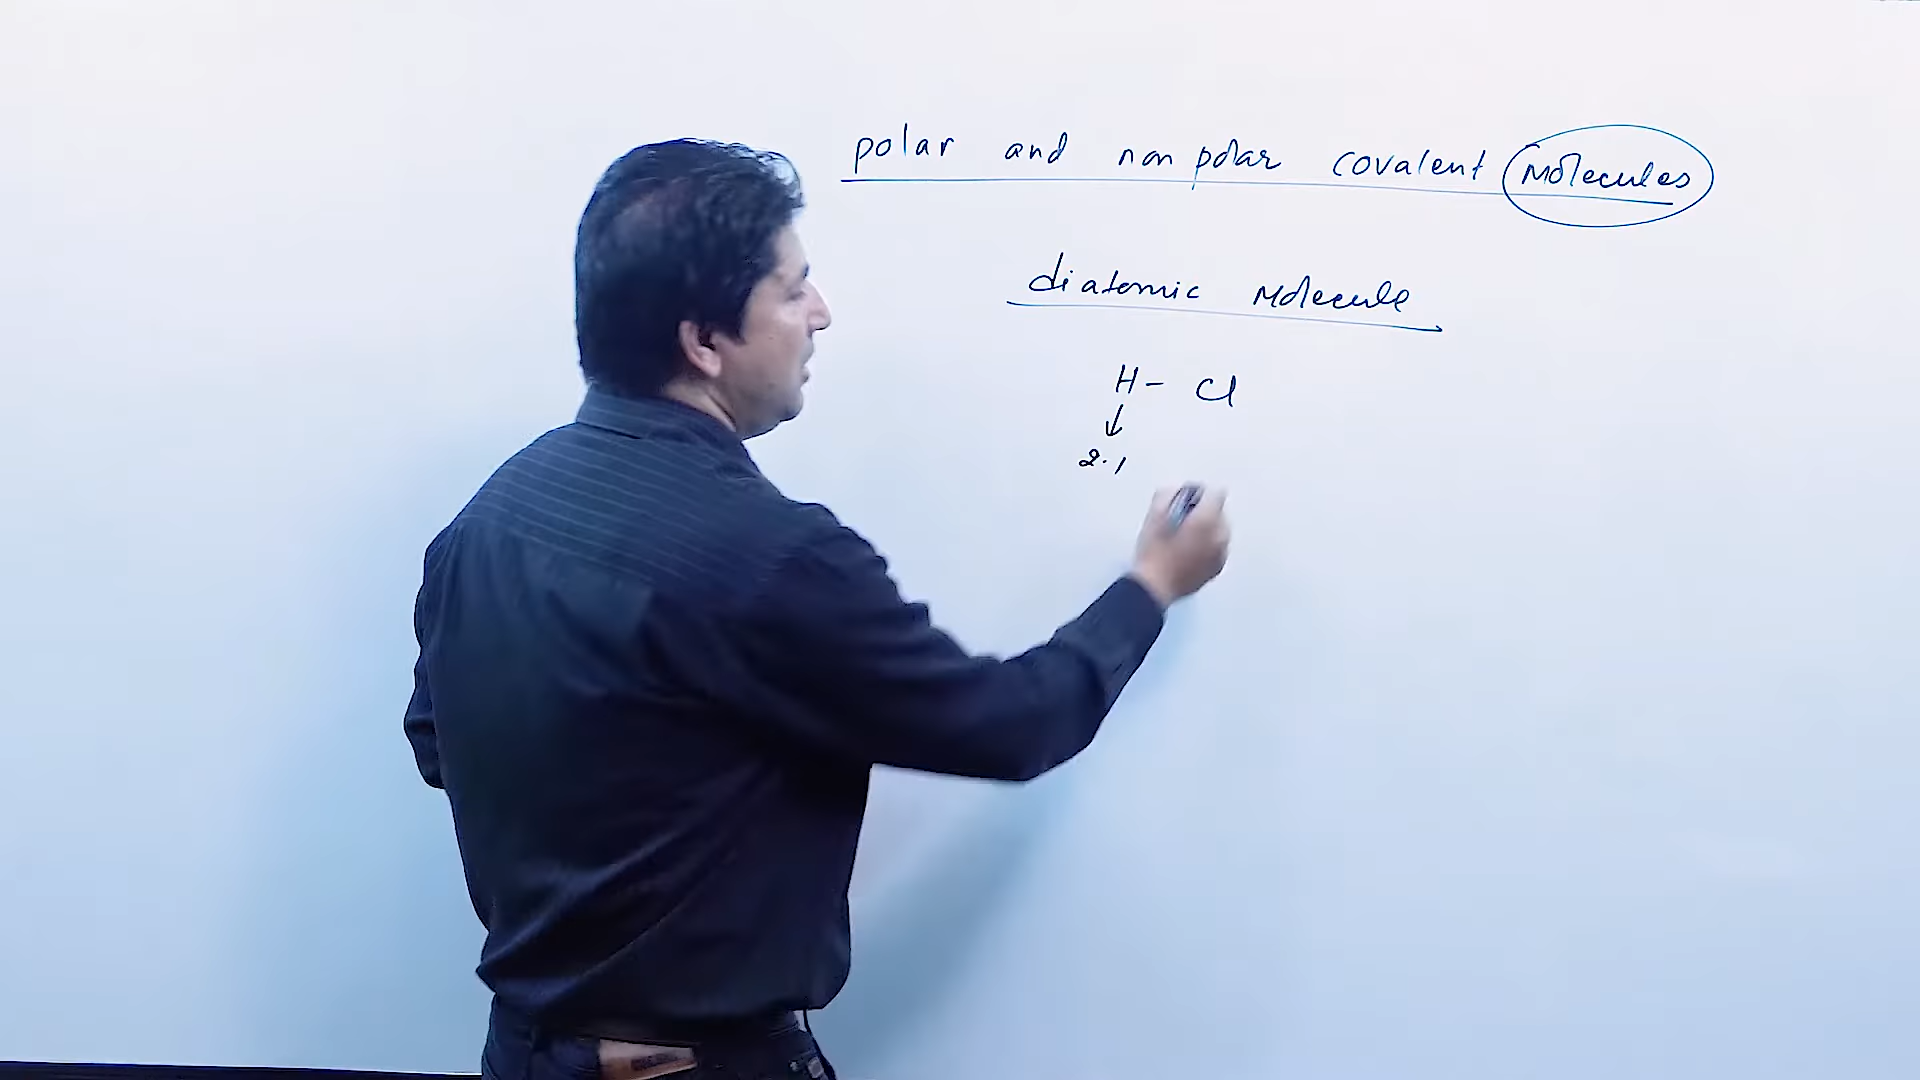 polar and non polar covalent Molecules
diatomic Molecule
H - Cl
↓
2.1